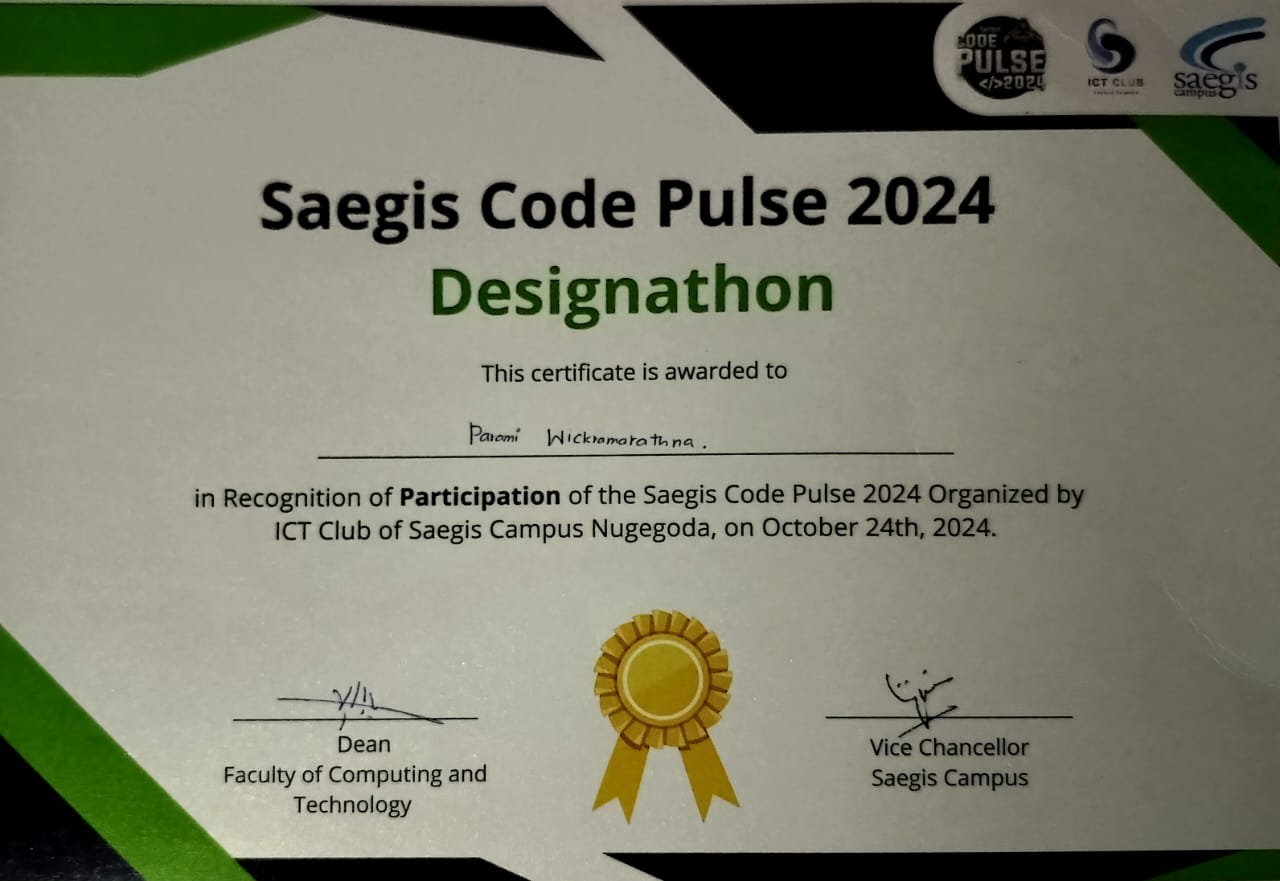 CODE
PULSE
</>2024
ICT CLUB
saegis
campus
Saegis Code Pulse 2024
Designathon
This certificate is awarded to
Parami Wickramarathna.
in Recognition of Participation of the Saegis Code Pulse 2024 Organized by
ICT Club of Saegis Campus Nugegoda, on October 24th, 2024.
Dean
Faculty of Computing and
Technology
Vice Chancellor
Saegis Campus